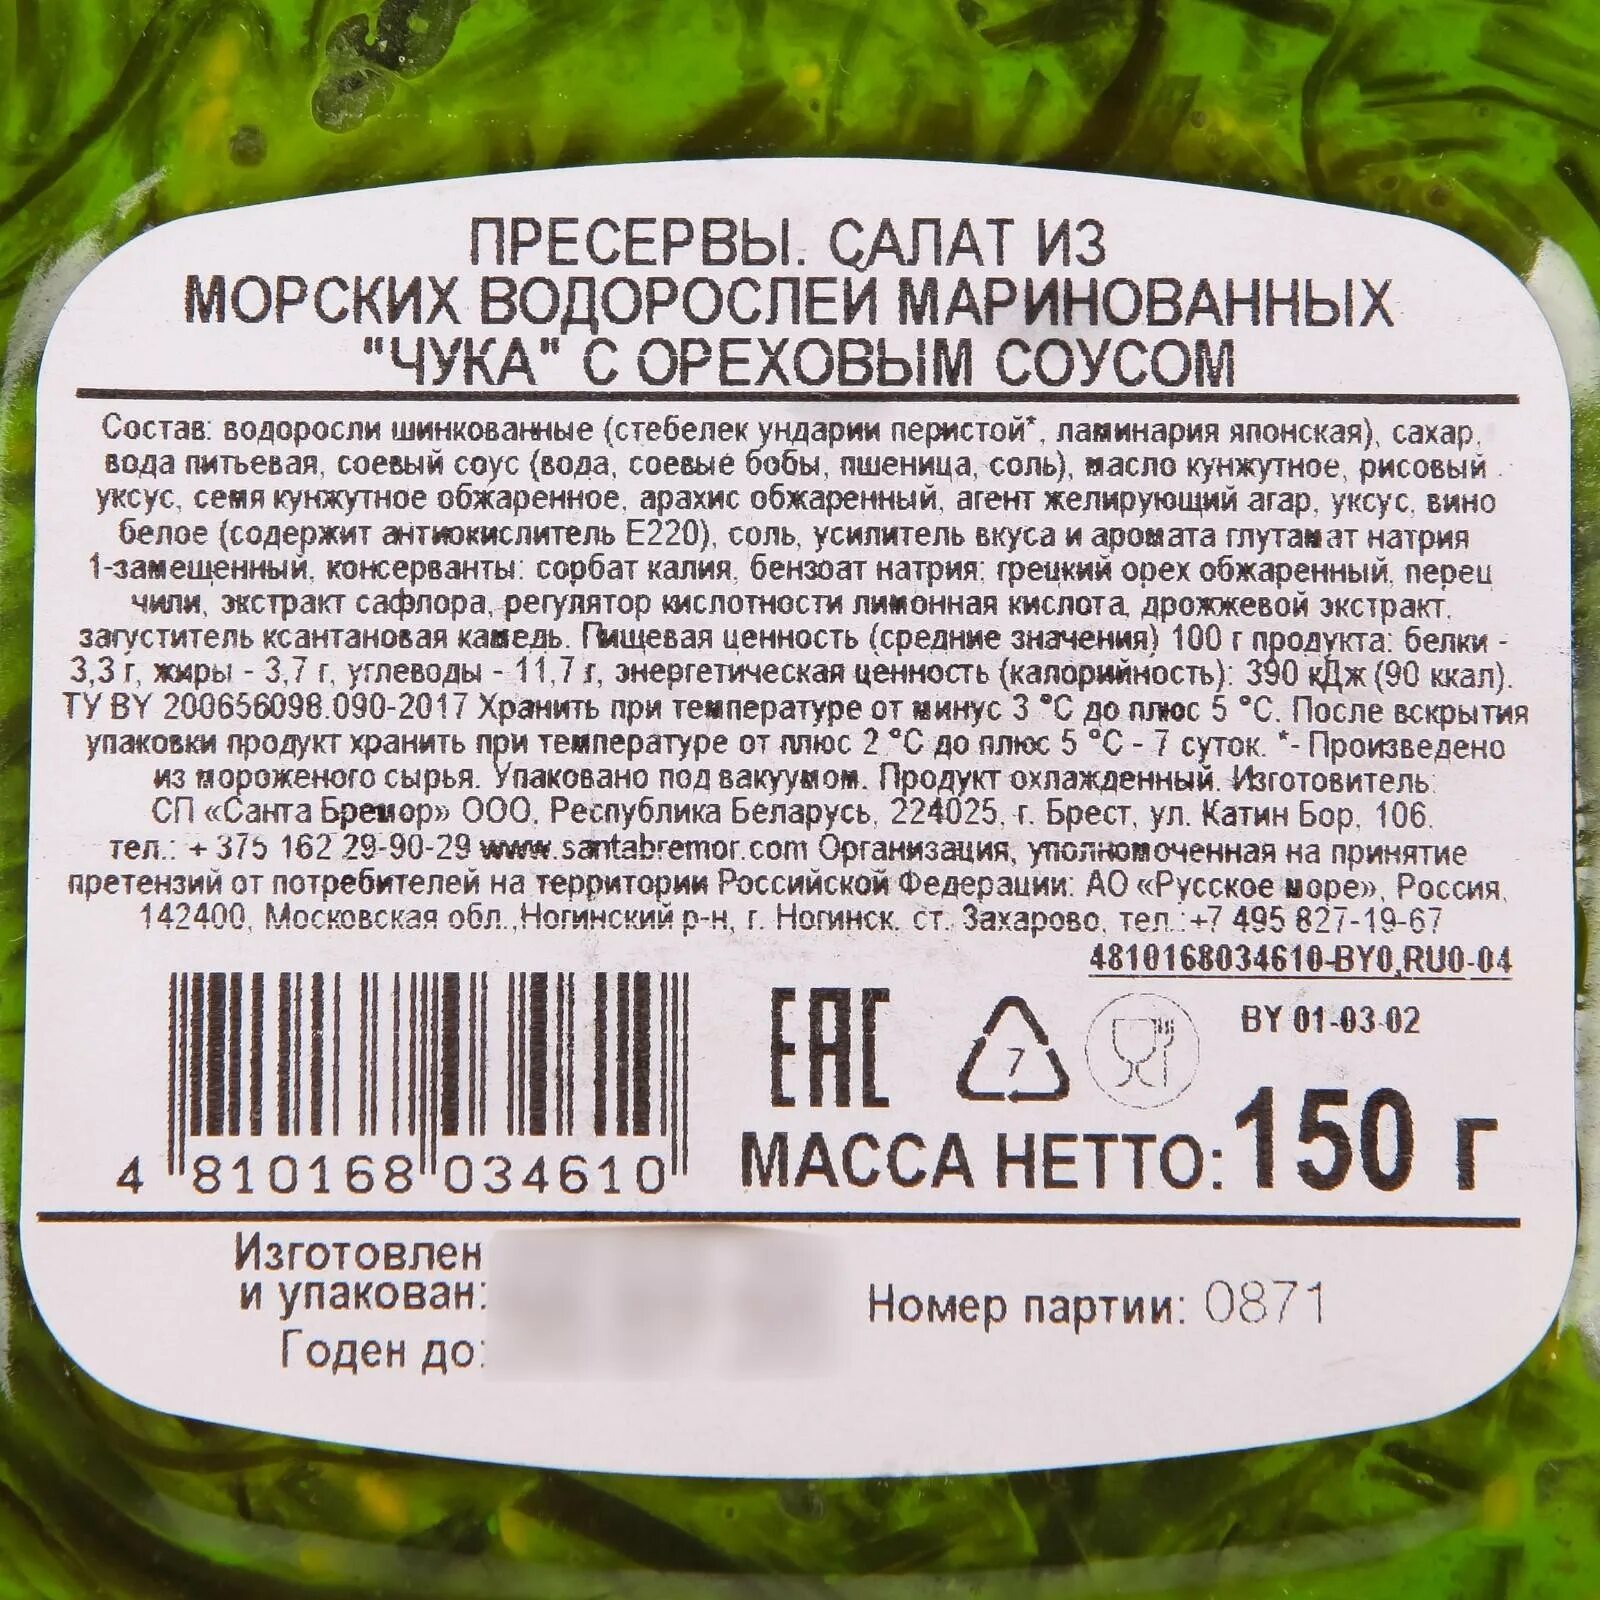 ПРЕСЕРВЫ. САЛАТ ИЗ
МОРСКИХ ВОДОРОСЛЕЙ МАРИНОВАННЫХ
"ЧУКА" С ОРЕХОВЫМ СОУСОМ
Состав: водоросли шинкованные (стебелек ундарии перистой*, ламинария японская), сахар,
вода питьевая, соевый соус (вода, соевые бобы, пшеница, соль), масло кунжутное, рисовый
уксус, семя кунжутное обжаренное, арахис обжаренный, агент желирующий агар, уксус, вино
белое (содержит антиокислитель Е220), соль, усилитель вкуса и аромата глутамат натрия
1-замещенный, консерванты: сорбат калия, бензоат натрия; грецкий орех обжаренный, перец
чили, экстракт сафлора, регулятор кислотности лимонная кислота, дрожжевой экстракт,
загуститель ксантановая камедь. Пищевая ценность (средние значения) 100 г продукта: белки -
3,3 г, жиры - 3,7 г, углеводы - 11,7 г, энергетическая ценность (калорийность): 390 кДж (90 ккал).
ТУ BY 200656098.090-2017 Хранить при температуре от минус 3 °С до плюс 5 °С. После вскрытия
упаковки продукт хранить при температуре от плюс 2 °С до плюс 5 °С - 7 суток. *- Произведено
из мороженого сырья. Упаковано под вакуумом. Продукт охлажденный. Изготовитель:
СП «Санта Бремор» ООО, Республика Беларусь, 224025, г. Брест, ул. Катин Бор, 106.
тел.: + 375 162 29-90-29 www.santabremor.com Организация, уполномоченная на принятие
претензий от потребителей на территории Российской Федерации: АО «Русское море», Россия,
142400, Московская обл.,Ногинский р-н, г. Ногинск, ст. Захарово, тел.:+7 495 827-19-67
4810168034610-BY0,RU0-04
EAC 7 BY 01-03-02
МАССА НЕТТО: 150 г
4 810168 034610
Изготовлен
и упакован:
Годен до:
Номер партии: 0871